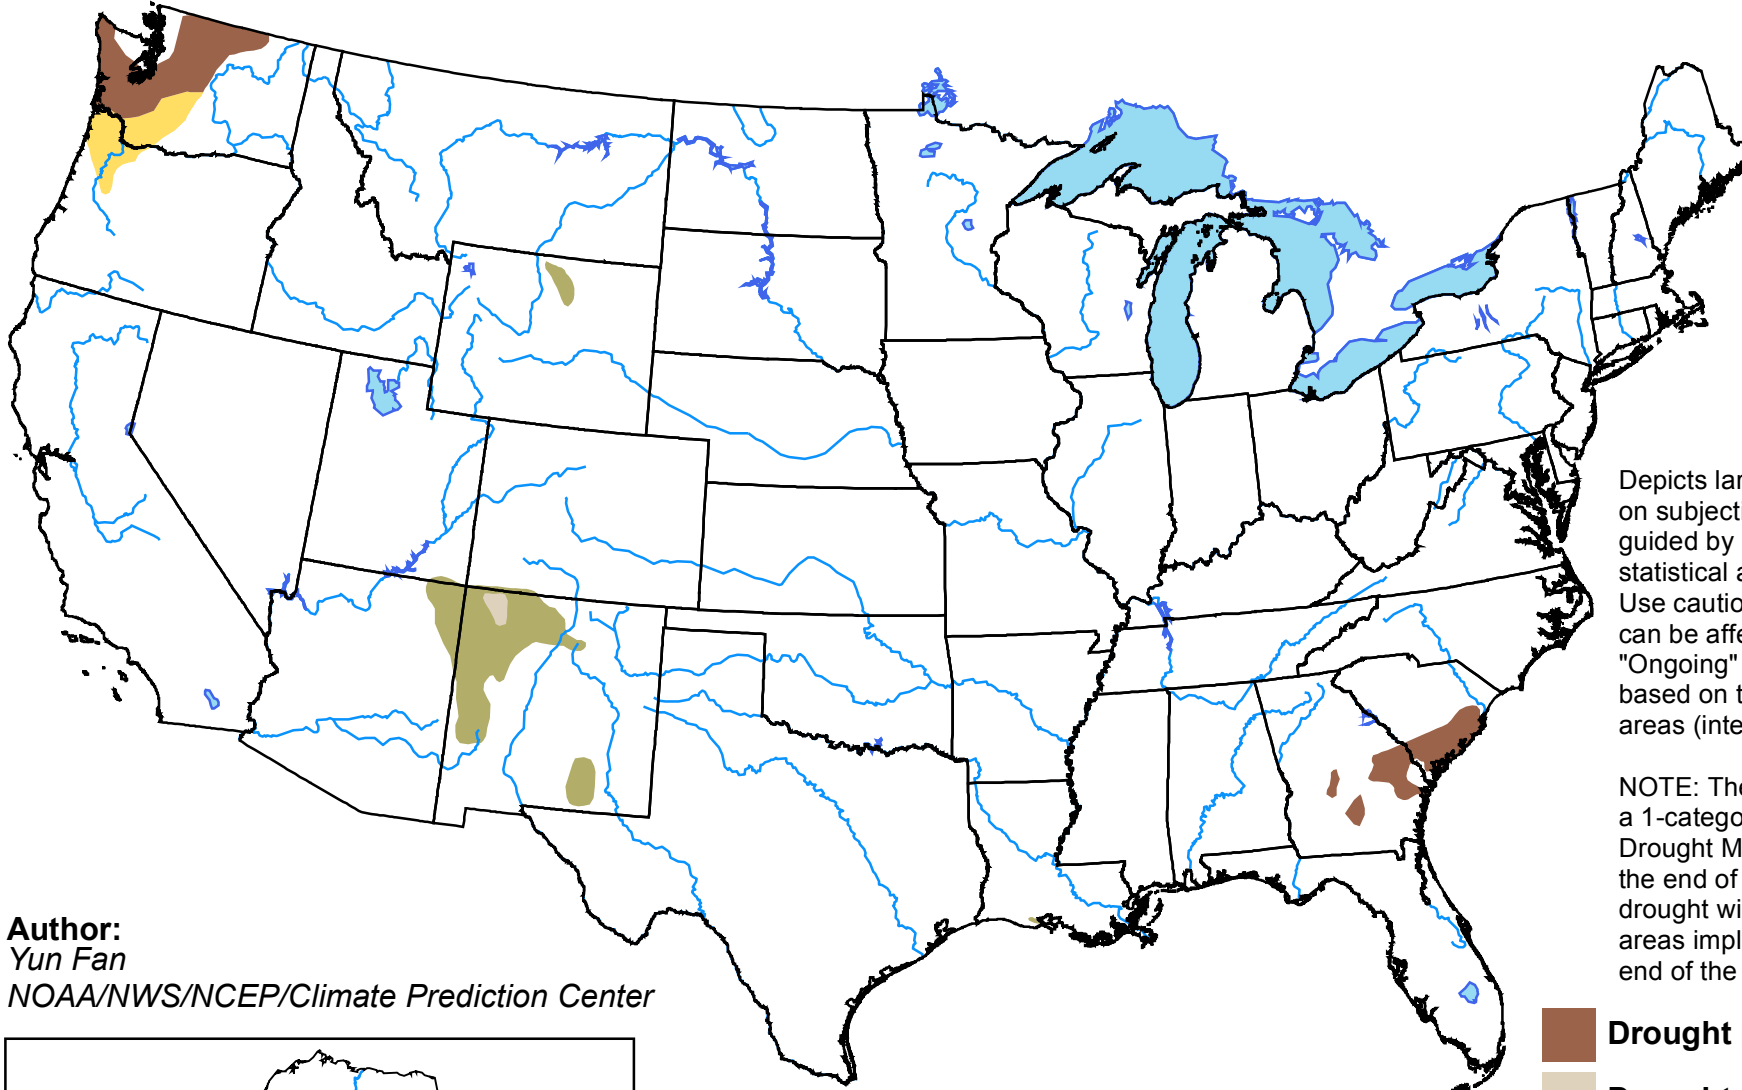 Depicts lar
on subjecti
guided by
statistical a
Use cautio
can be affe
"Ongoing"
based on t
areas (inte
NOTE: The
a 1-catego
Drought M
the end of
drought wi
areas impl
end of the
Author:
Yun Fan
NOAA/NWS/NCEP/Climate Prediction Center
Drought